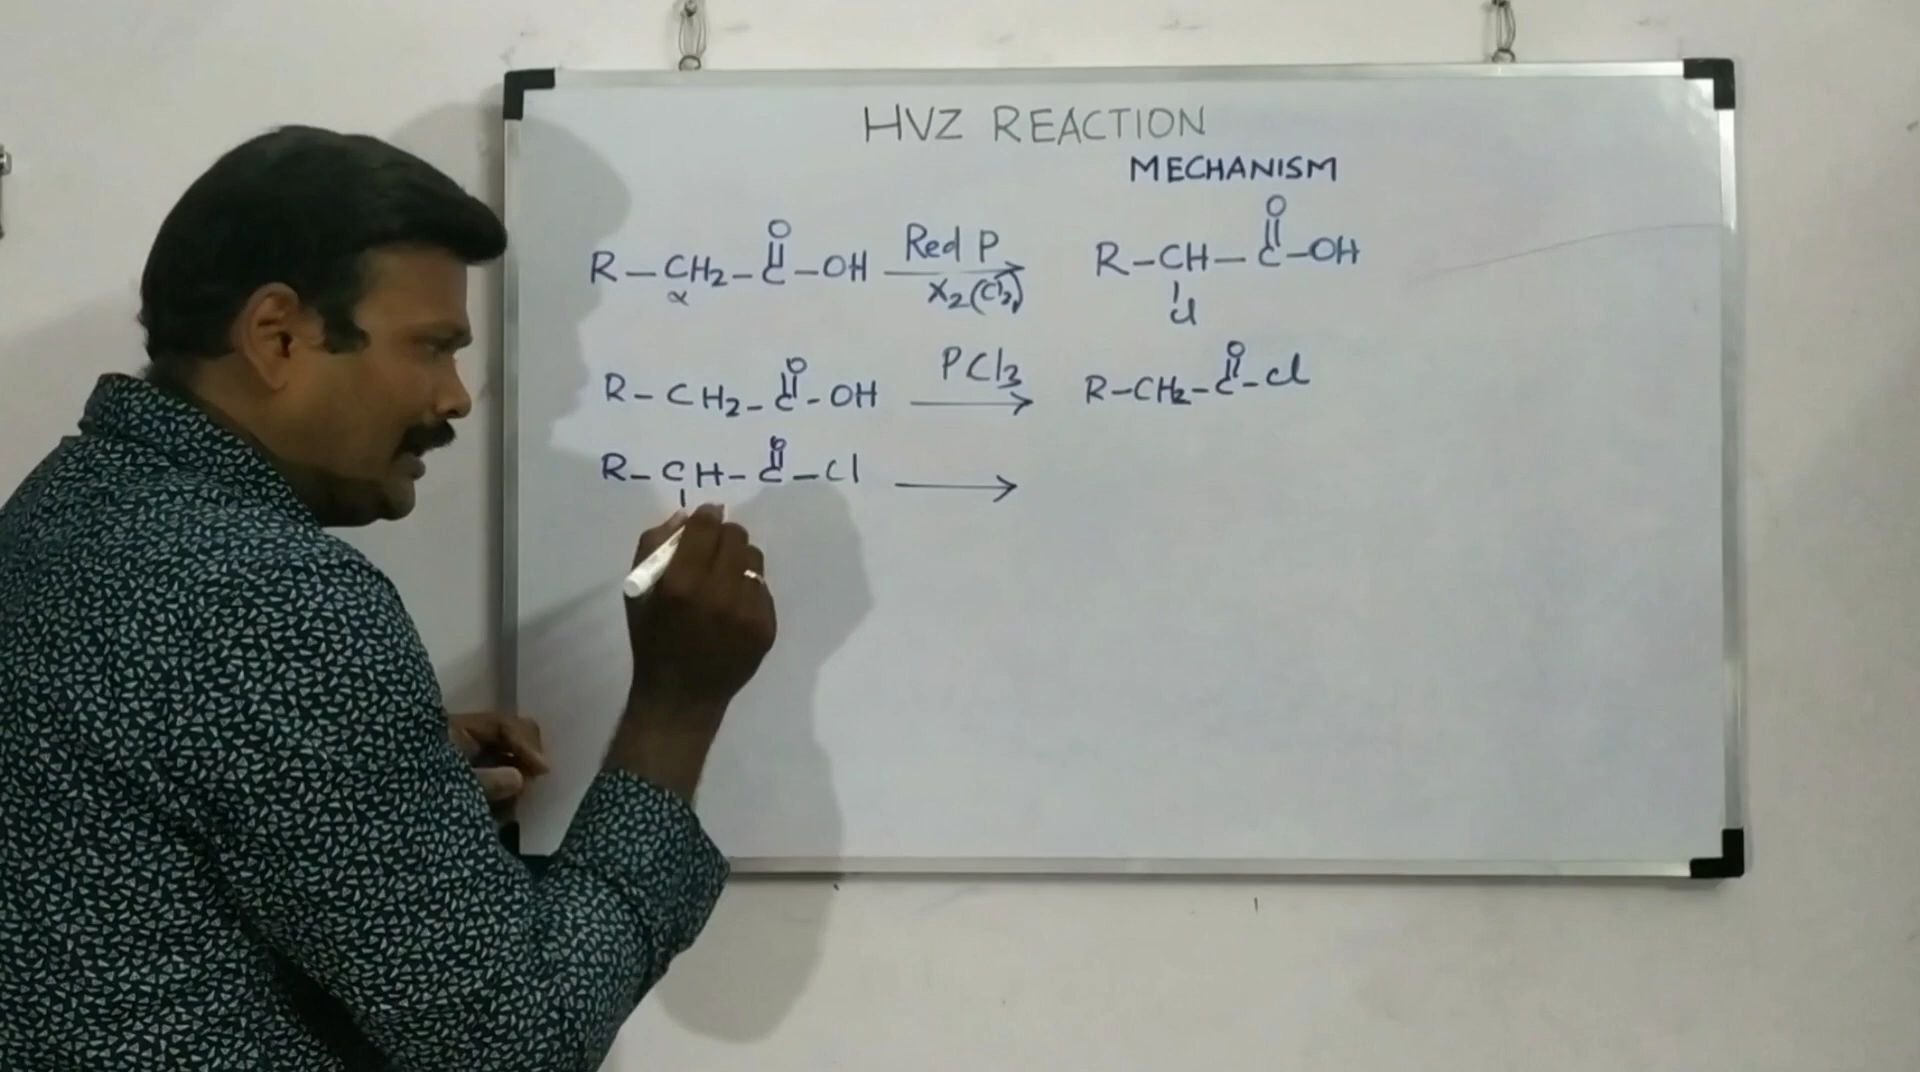 HVZ REACTION
MECHANISM
O O
R-CH2-C-OH Red P X2(Cl2) R-CH-C-OH
α Cl
O PCl3 O
R-CH2-C-OH → R-CH2-C-Cl
O
R-CH-C-Cl →